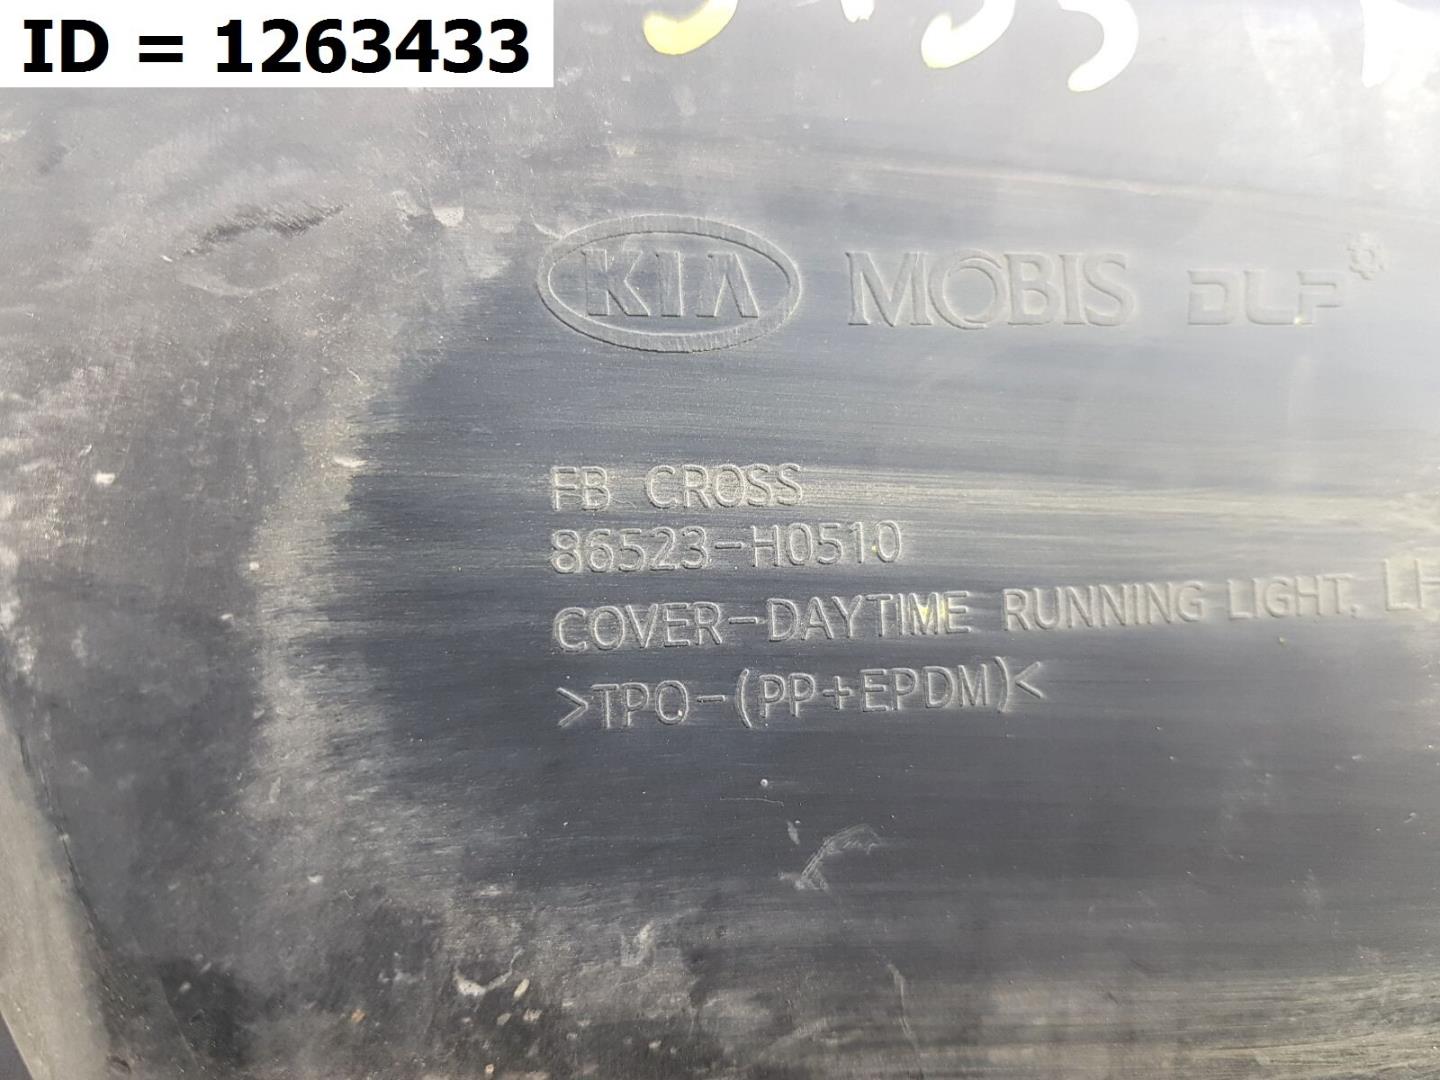 ID = 1263433
KIA MOBIS DLP
FB CROSS
86523-H0510
COVER-DAYTIME RUNNING LIGHT, LH
>TPO-(PP+EPDM)<